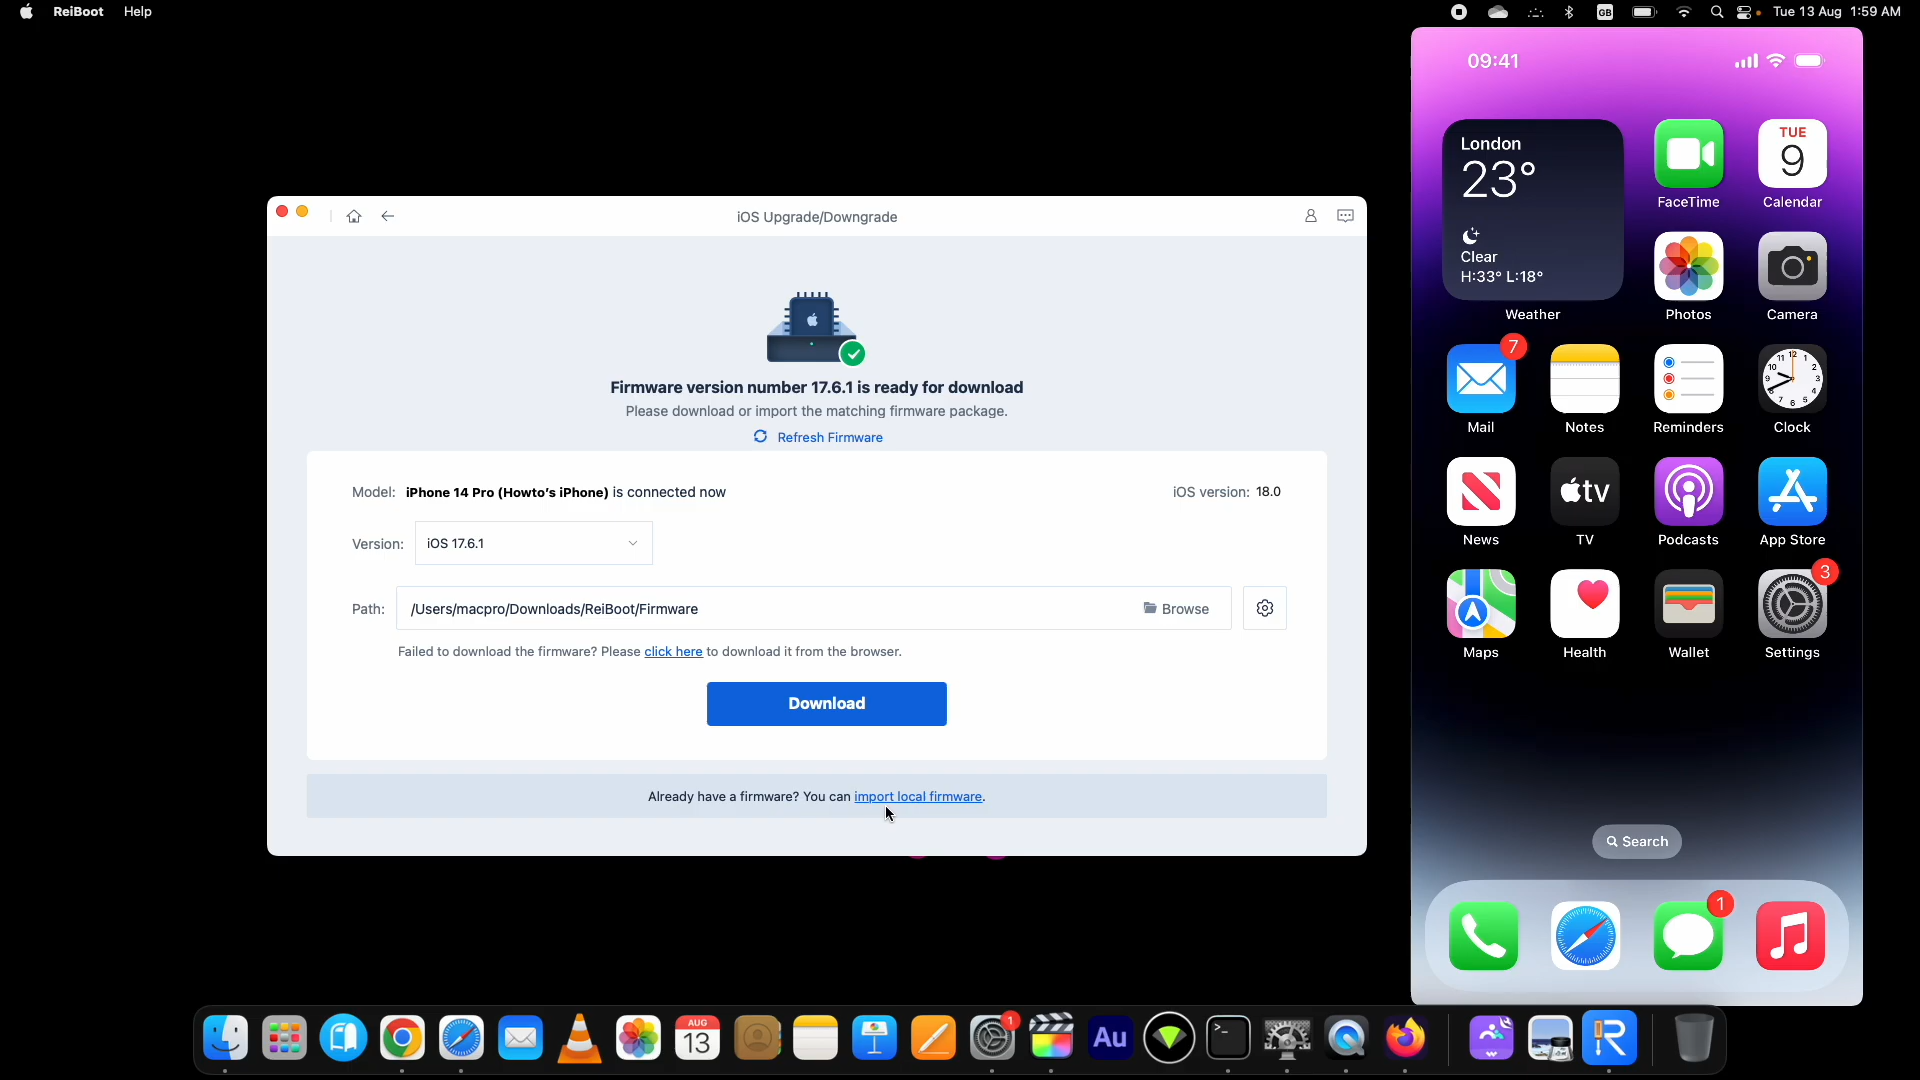 ReiBoot Help
GB
Tue 13 Aug 1:59 AM
iOS Upgrade/Downgrade
Firmware version number 17.6.1 is ready for download
Please download or import the matching firmware package.
Refresh Firmware
Model: iPhone 14 Pro (Howto's iPhone) is connected now
iOS version: 18.0
Version: iOS 17.6.1
Path: /Users/macpro/Downloads/ReiBoot/Firmware
Browse
Failed to download the firmware? Please click here to download it from the browser.
Download
Already have a firmware? You can import local firmware.
09:41
London
23°
Clear
H:33° L:18°
Weather
FaceTime
TUE
9
Calendar
Photos
Camera
7
Mail
Notes
Reminders
Clock
News
tv
TV
Podcasts
App Store
Maps
Health
Wallet
3
Settings
Search
1
AUG
13
1
Au
R